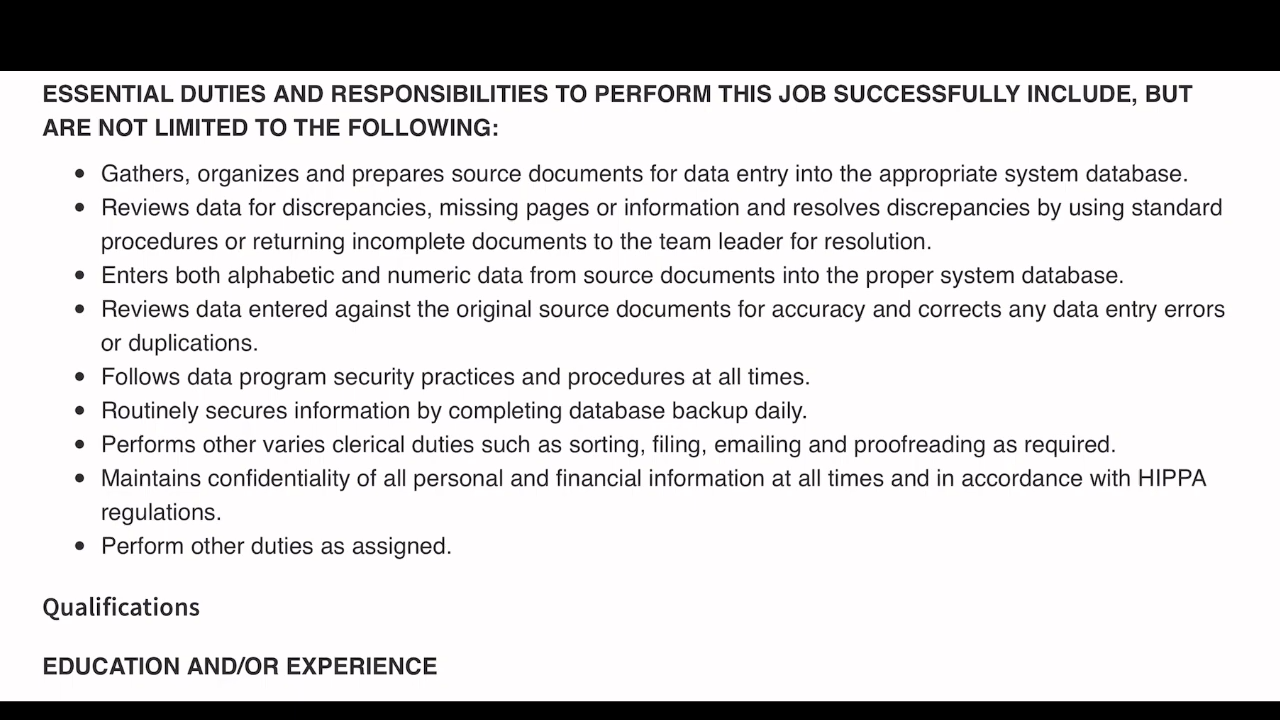 ESSENTIAL DUTIES AND RESPONSIBILITIES TO PERFORM THIS JOB SUCCESSFULLY INCLUDE, BUT
ARE NOT LIMITED TO THE FOLLOWING:
• Gathers, organizes and prepares source documents for data entry into the appropriate system database.
• Reviews data for discrepancies, missing pages or information and resolves discrepancies by using standard
procedures or returning incomplete documents to the team leader for resolution.
• Enters both alphabetic and numeric data from source documents into the proper system database.
• Reviews data entered against the original source documents for accuracy and corrects any data entry errors
or duplications.
• Follows data program security practices and procedures at all times.
• Routinely secures information by completing database backup daily.
• Performs other varies clerical duties such as sorting, filing, emailing and proofreading as required.
• Maintains confidentiality of all personal and financial information at all times and in accordance with HIPPA
regulations.
• Perform other duties as assigned.
Qualifications
EDUCATION AND/OR EXPERIENCE